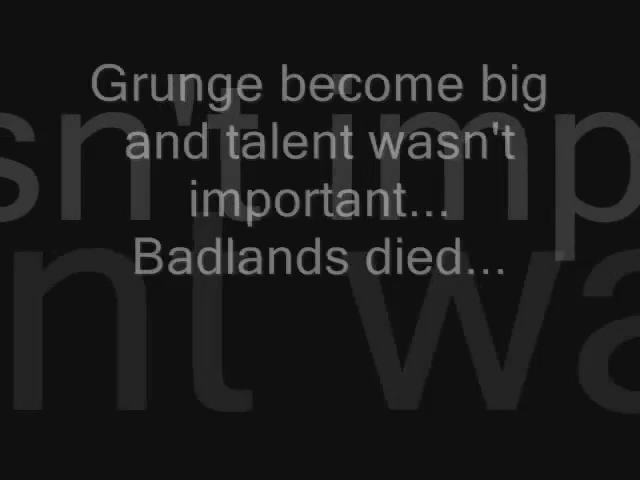 Grunge become big
and talent wasn't
important...
Badlands died...